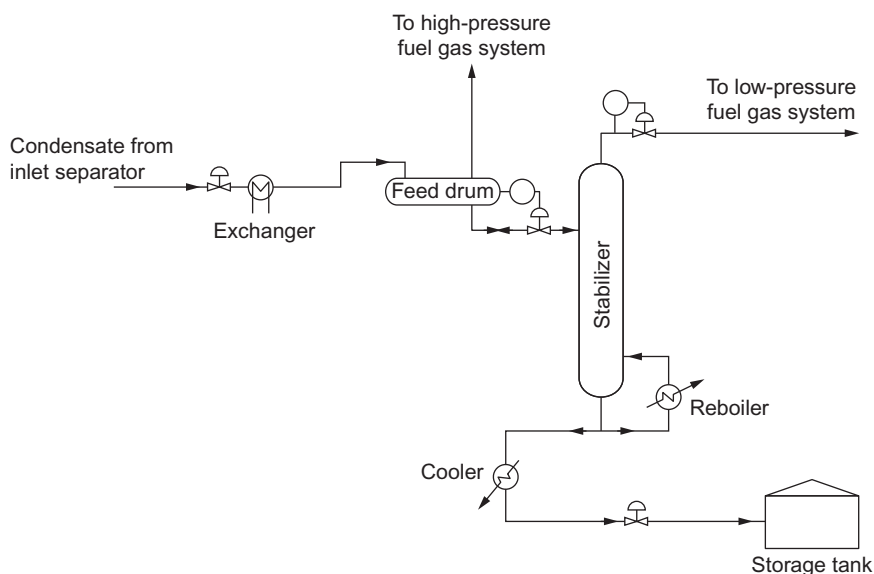 To high-pressure
fuel gas system
To low-pressure
fuel gas system
Condensate from
inlet separator
Feed drum
Exchanger
Stabilizer
Reboiler
Cooler
Storage tank